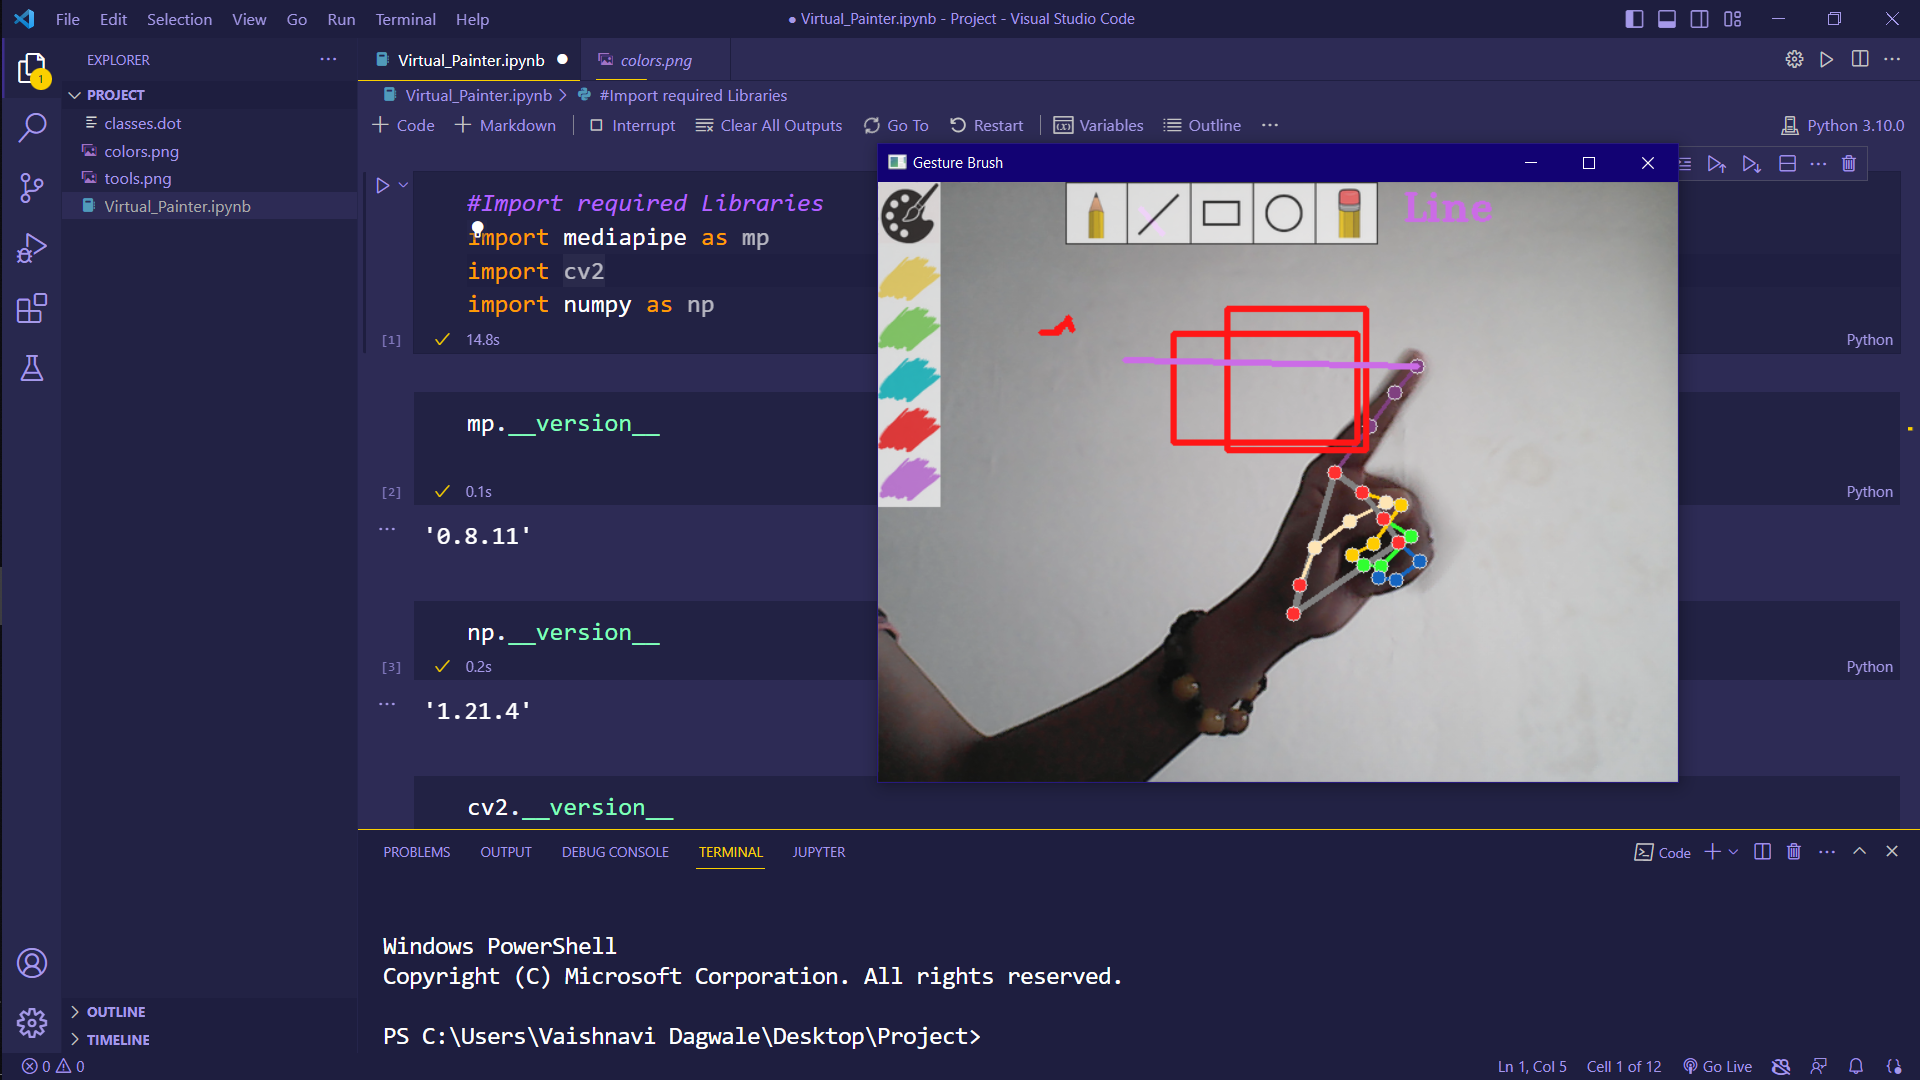 File Edit Selection View Go Run Terminal Help
● Virtual_Painter.ipynb - Project - Visual Studio Code
EXPLORER
1
PROJECT
classes.dot
colors.png
tools.png
Virtual_Painter.ipynb
OUTLINE
TIMELINE
Virtual_Painter.ipynb
colors.png
Virtual_Painter.ipynb > #Import required Libraries
+ Code + Markdown Interrupt Clear All Outputs Go To Restart Variables Outline ...
Python 3.10.0
#Import required Libraries
import mediapipe as mp
import cv2
import numpy as np
[1] 14.8s Python
mp.__version__
[2] 0.1s Python
'0.8.11'
np.__version__
[3] 0.2s Python
'1.21.4'
cv2.__version__
Gesture Brush
Line
PROBLEMS OUTPUT DEBUG CONSOLE TERMINAL JUPYTER
Code
Windows PowerShell
Copyright (C) Microsoft Corporation. All rights reserved.
PS C:\Users\Vaishnavi Dagwale\Desktop\Project>
0 0
Ln 1, Col 5 Cell 1 of 12 Go Live